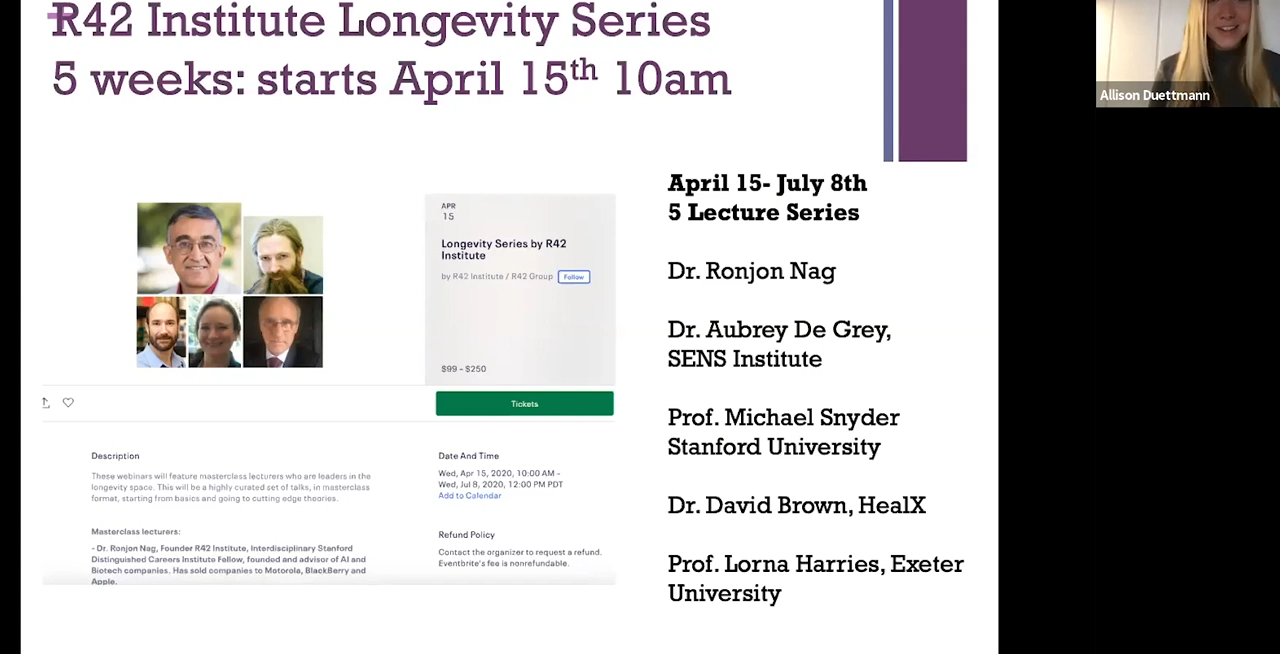 R42 Institute Longevity Series
5 weeks: starts April 15th 10am
Allison Duettmann
April 15- July 8th
5 Lecture Series
Dr. Ronjon Nag
Dr. Aubrey De Grey,
SENS Institute
Prof. Michael Snyder
Stanford University
Dr. David Brown, HealX
Prof. Lorna Harries, Exeter
University
APR
15
Longevity Series by R42
Institute
by R42 Institute / R42 Group Follow
$99 - $250
Tickets
Description
These webinars will feature masterclass lecturers who are leaders in the
longevity space. This will be a highly curated set of talks, in masterclass
format, starting from basics and going to cutting edge theories.
Masterclass lecturers:
- Dr. Ronjon Nag, Founder R42 Institute, Interdisciplinary Stanford
Distinguished Careers Institute Fellow, founded and advisor of AI and
Biotech companies. Has sold companies to Motorola, BlackBerry and
Apple.
Date And Time
Wed, Apr 15, 2020, 10:00 AM -
Wed, Jul 8, 2020, 12:00 PM PDT
Add to Calendar
Refund Policy
Contact the organizer to request a refund.
Eventbrite's fee is nonrefundable.